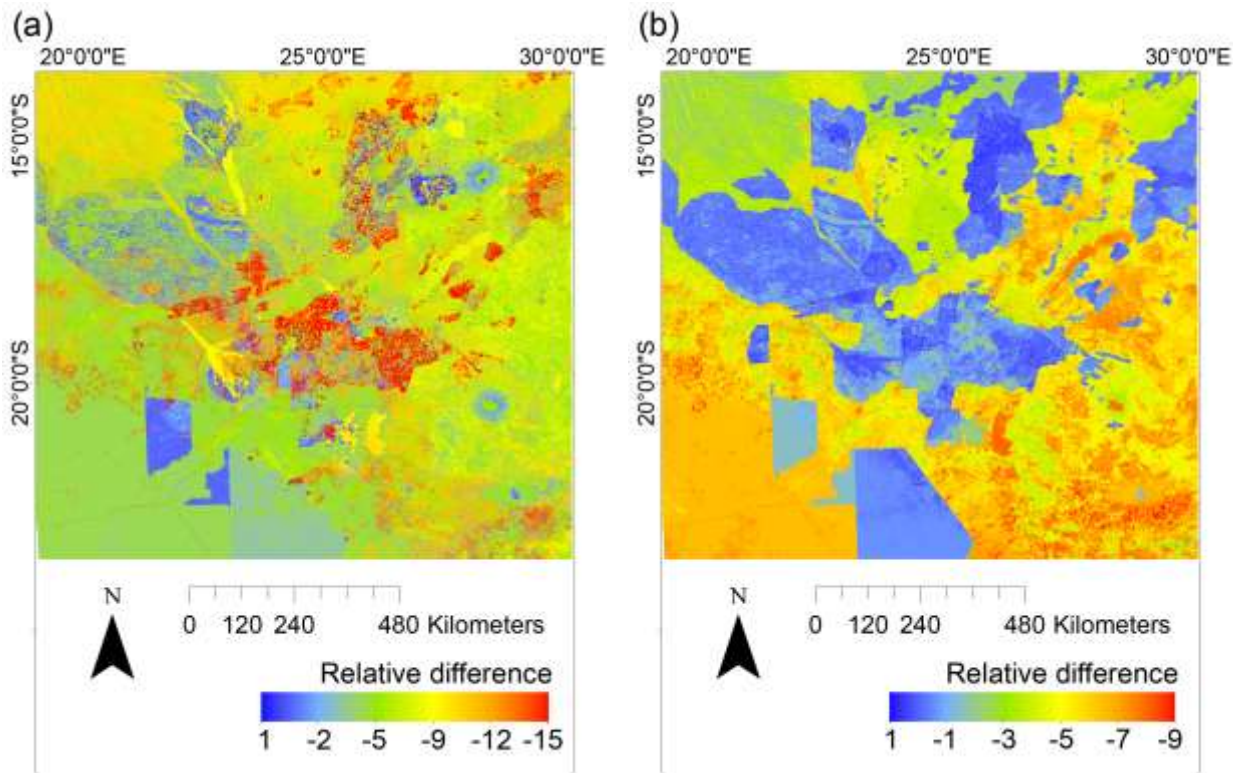 (a)
20°0'0"E 25°0'0"E 30°0'0"E
15°0'0"S
20°0'0"S
N
0 120 240 480 Kilometers
Relative difference
1 -2 -5 -9 -12 -15
(b)
20°0'0"E 25°0'0"E 30°0'0"E
15°0'0"S
20°0'0"S
N
0 120 240 480 Kilometers
Relative difference
1 -1 -3 -5 -7 -9